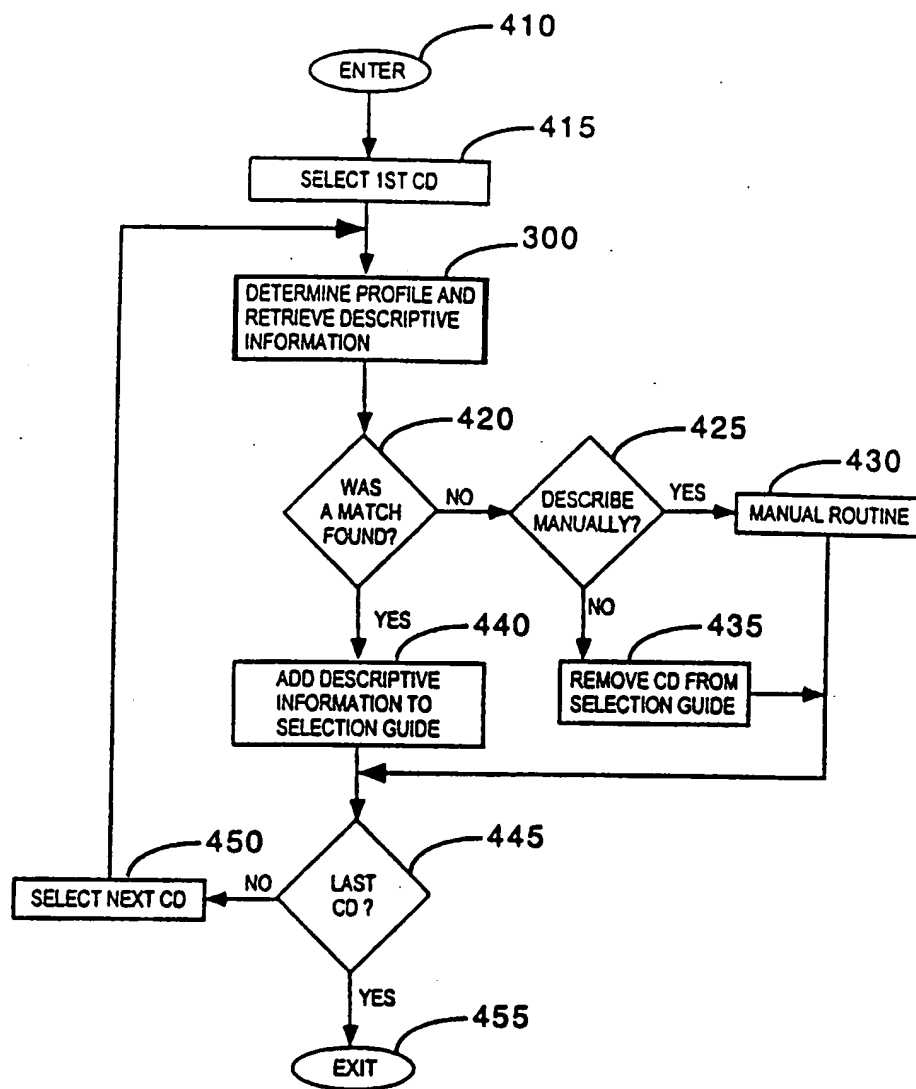 410
ENTER
415
SELECT 1ST CD
300
DETERMINE PROFILE AND
RETRIEVE DESCRIPTIVE
INFORMATION
420
WAS
A MATCH
FOUND?
NO
425
DESCRIBE
MANUALLY?
YES
430
MANUAL ROUTINE
YES
NO
440
ADD DESCRIPTIVE
INFORMATION TO
SELECTION GUIDE
435
REMOVE CD FROM
SELECTION GUIDE
445
LAST
CD ?
NO
450
SELECT NEXT CD
YES
455
EXIT